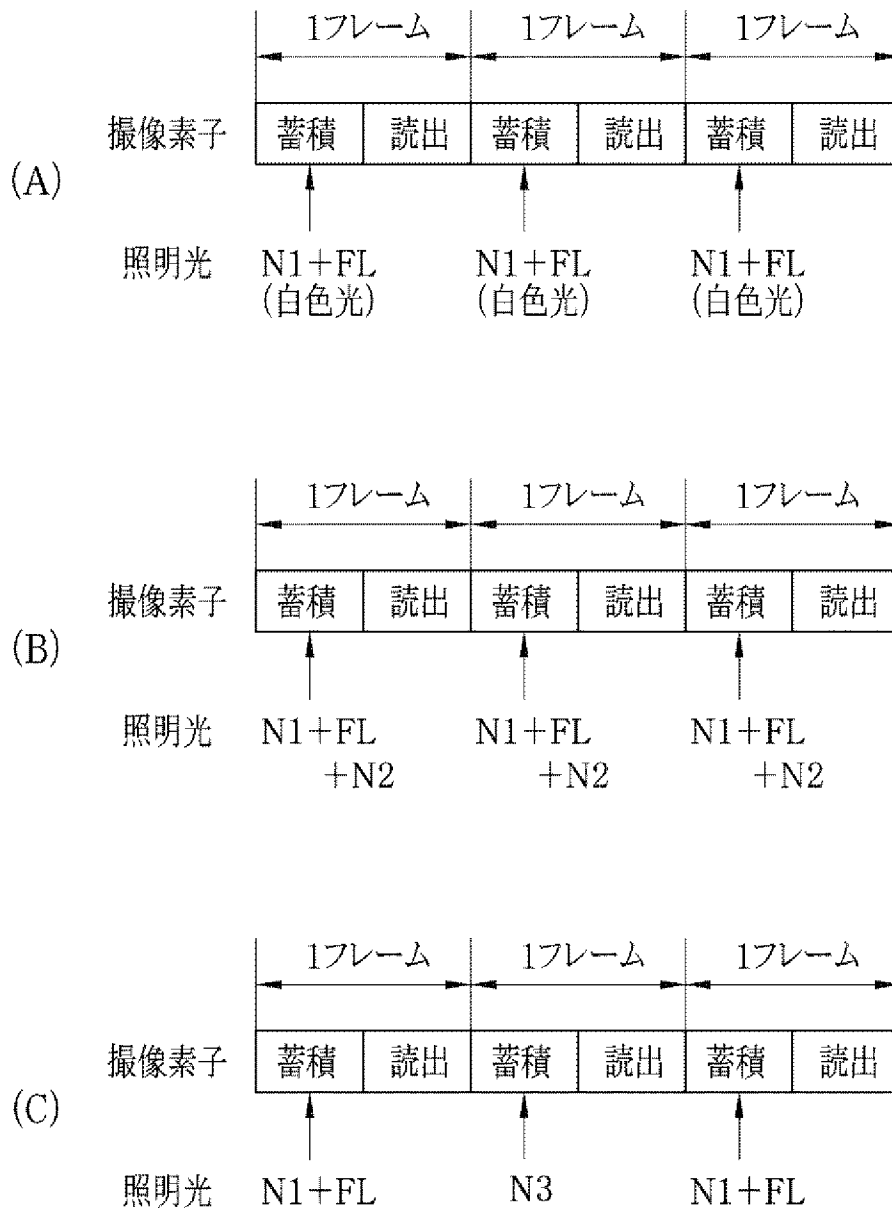 1フレーム 1フレーム 1フレーム
撮像素子 蓄積 読出 蓄積 読出 蓄積 読出
(A)
照明光 N1+FL N1+FL N1+FL
(白色光) (白色光) (白色光)
1フレーム 1フレーム 1フレーム
撮像素子 蓄積 読出 蓄積 読出 蓄積 読出
(B)
照明光 N1+FL N1+FL N1+FL
+N2 +N2 +N2
1フレーム 1フレーム 1フレーム
撮像素子 蓄積 読出 蓄積 読出 蓄積 読出
(C)
照明光 N1+FL N3 N1+FL